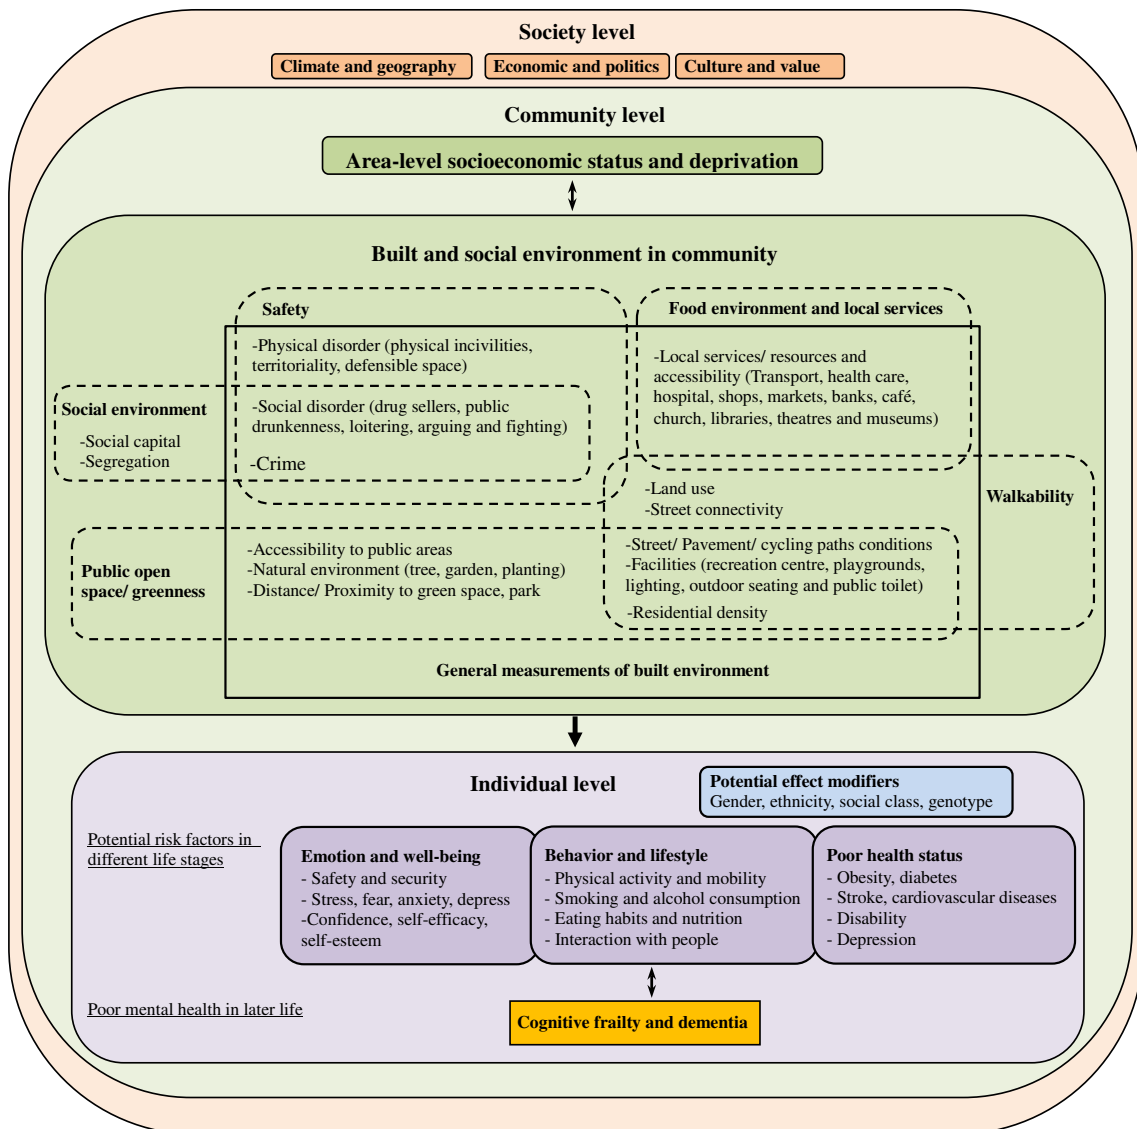 Society level
Climate and geography
Economic and politics
Culture and value
Community level
Area-level socioeconomic status and deprivation
Built and social environment in community
Safety
-Physical disorder (physical incivilities,
territoriality, defensible space)
Food environment and local services
-Local services/ resources and
accessibility (Transport, health care,
hospital, shops, markets, banks, café,
church, libraries, theatres and museums)
Social environment
-Social capital
-Segregation
-Social disorder (drug sellers, public
drunkenness, loitering, arguing and fighting)
-Crime
-Land use
-Street connectivity
Walkability
Public open
space/ greenness
-Accessibility to public areas
-Natural environment (tree, garden, planting)
-Distance/ Proximity to green space, park
-Street/ Pavement/ cycling paths conditions
-Facilities (recreation centre, playgrounds,
lighting, outdoor seating and public toilet)
-Residential density
General measurements of built environment
Individual level
Potential effect modifiers
Gender, ethnicity, social class, genotype
Potential risk factors in
different life stages
Emotion and well-being
- Safety and security
- Stress, fear, anxiety, depress
-Confidence, self-efficacy,
self-esteem
Behavior and lifestyle
- Physical activity and mobility
- Smoking and alcohol consumption
- Eating habits and nutrition
- Interaction with people
Poor health status
- Obesity, diabetes
- Stroke, cardiovascular diseases
- Disability
- Depression
Poor mental health in later life
Cognitive frailty and dementia